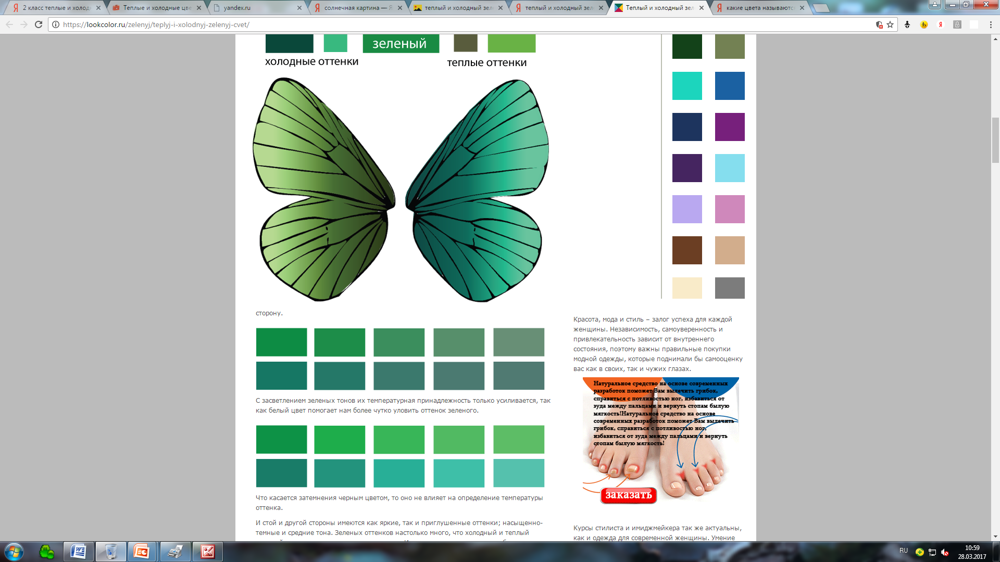 2 класс теплые и холод
Теплые и холодные цве
yandex.ru
солнечная картина — Я
теплый и холодный зел
теплый и холодный зел
Теплый и холодный зел
какие цвета называютс
https://lookcolor.ru/zelenyj/teplyj-i-xolodnyj-zelenyj-cvet/
зеленый
холодные оттенки
теплые оттенки
сторону.
С засветлением зеленых тонов их температурная принадлежность только усиливается, так
как белый цвет помогает нам более чутко уловить оттенок зеленого.
Что касается затемнения черным цветом, то оно не влияет на определение температуры
оттенка.
И стой и другой стороны имеются как яркие, так и приглушенные оттенки; насыщенно-
темные и средние тона. Зеленых оттенков настолько много, что холодный и теплый
Красота, мода и стиль – залог успеха для каждой
женщины. Независимость, самоуверенность и
привлекательность зависит от внутреннего
состояния, поэтому важны правильные покупки
модной одежды, которые поднимали бы самооценку
вас как в своих, так и чужих глазах.
Натуральное средство на основе современных
разработок поможет Вам вылечить грибок,
справиться с потливостью ног, избавиться от
зуда между пальцами и вернуть стопам былую
мягкость!Натуральное средство на основе
современных разработок поможет Вам вылечить
грибок, справиться с потливостью ног,
избавиться от зуда между пальцами и вернуть
стопам былую мягкость!
заказать
Курсы стилиста и имиджмейкера так же актуальны,
как и одежда для современной женщины. Умение
RU
10:59
28.03.2017